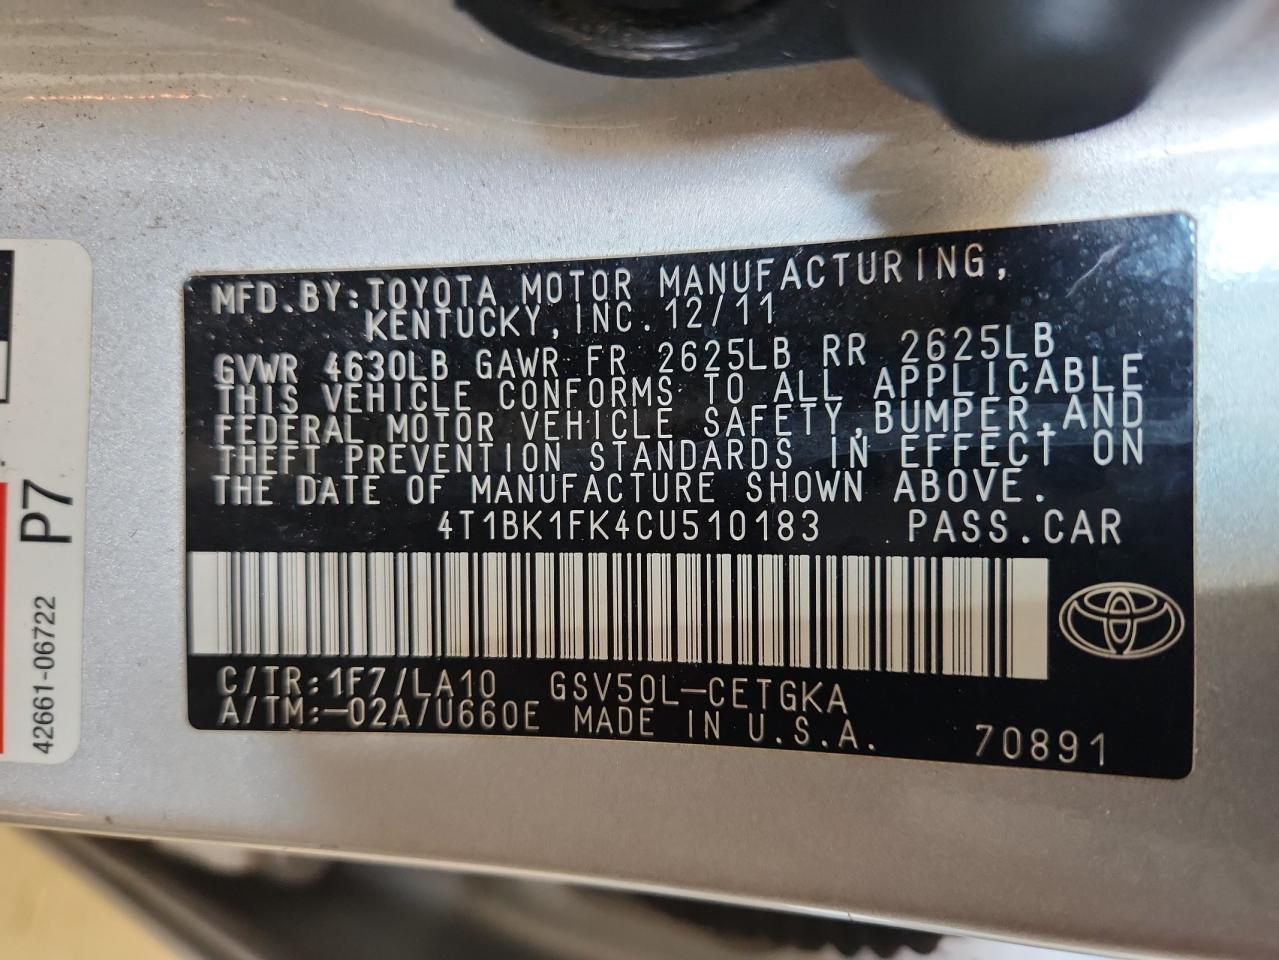 MFD.BY:TOYOTA MOTOR MANUFACTURING,
KENTUCKY, INC. 12/11
GVWR 4630LB GAWR FR 2625LB RR 2625LB
THIS VEHICLE CONFORMS TO ALL APPLICABLE
FEDERAL MOTOR VEHICLE SAFETY,BUMPER,AND
THEFT PREVENTION STANDARDS IN EFFECT ON
THE DATE OF MANUFACTURE SHOWN ABOVE.
4T1BK1FK4CU510183 PASS.CAR
C/TR:1F7/LA10 GSV50L-CETGKA
A/TM:-02A/U660E MADE IN U.S.A. 70891
P7
42661-06722